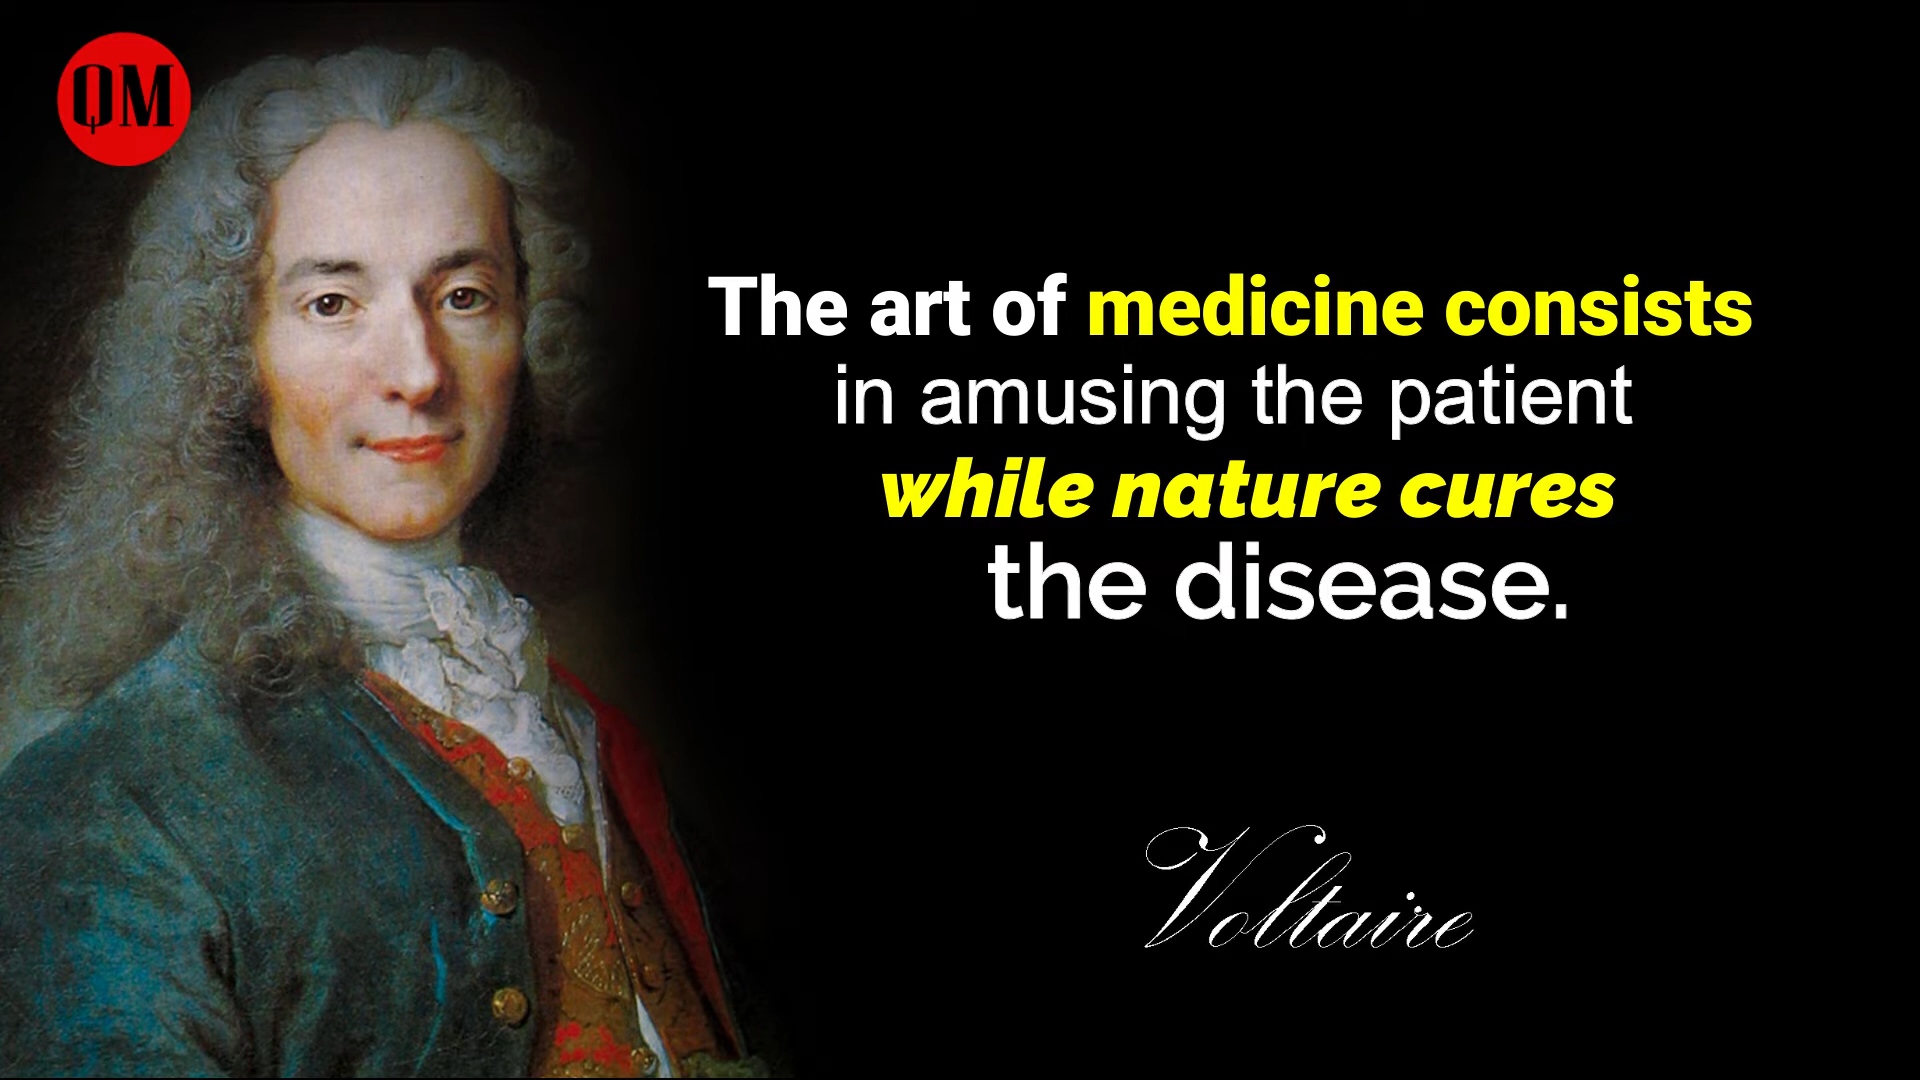 QM
The art of medicine consists
in amusing the patient
while nature cures
the disease.
Voltaire